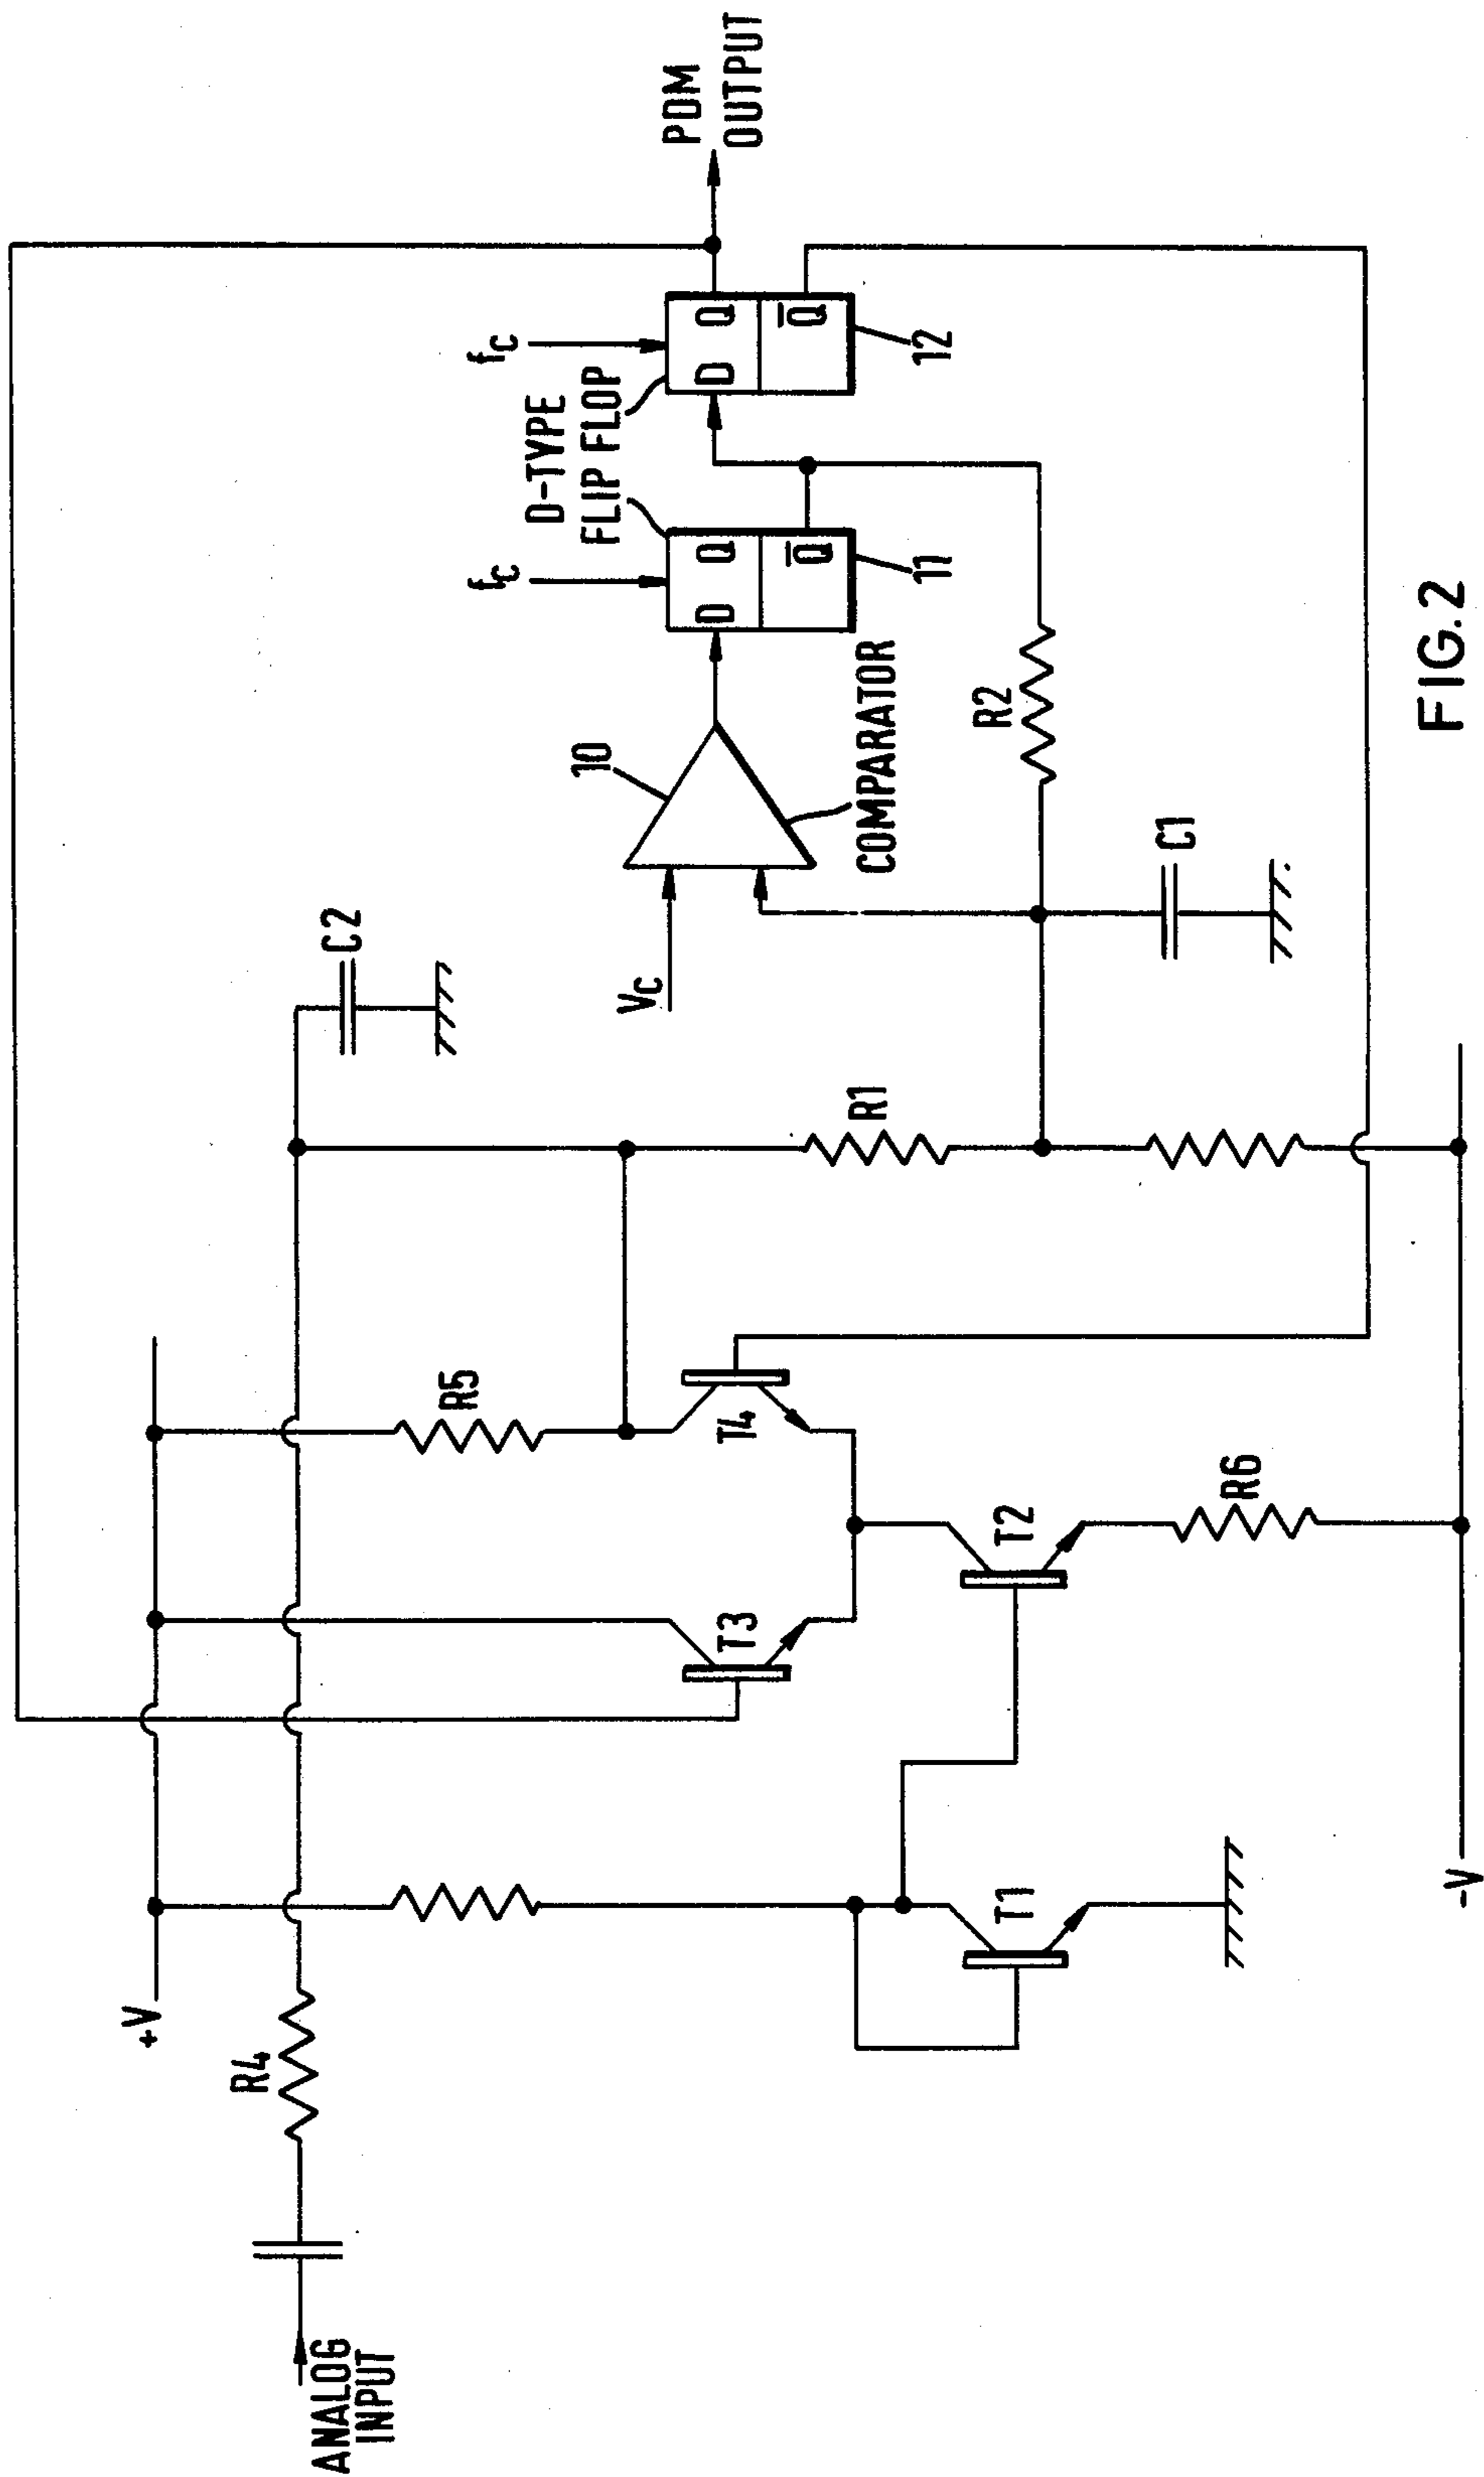 ANALOG
INPUT
R4
+V
-V
T1
T2
R6
T3
T4
R5
R1
C2
VC
10
COMPARATOR
C1
R2
fC
D-TYPE
FLIP FLOP
D Q
Q̅
11
fC
D Q
Q̅
12
PDM
OUTPUT
FIG.2